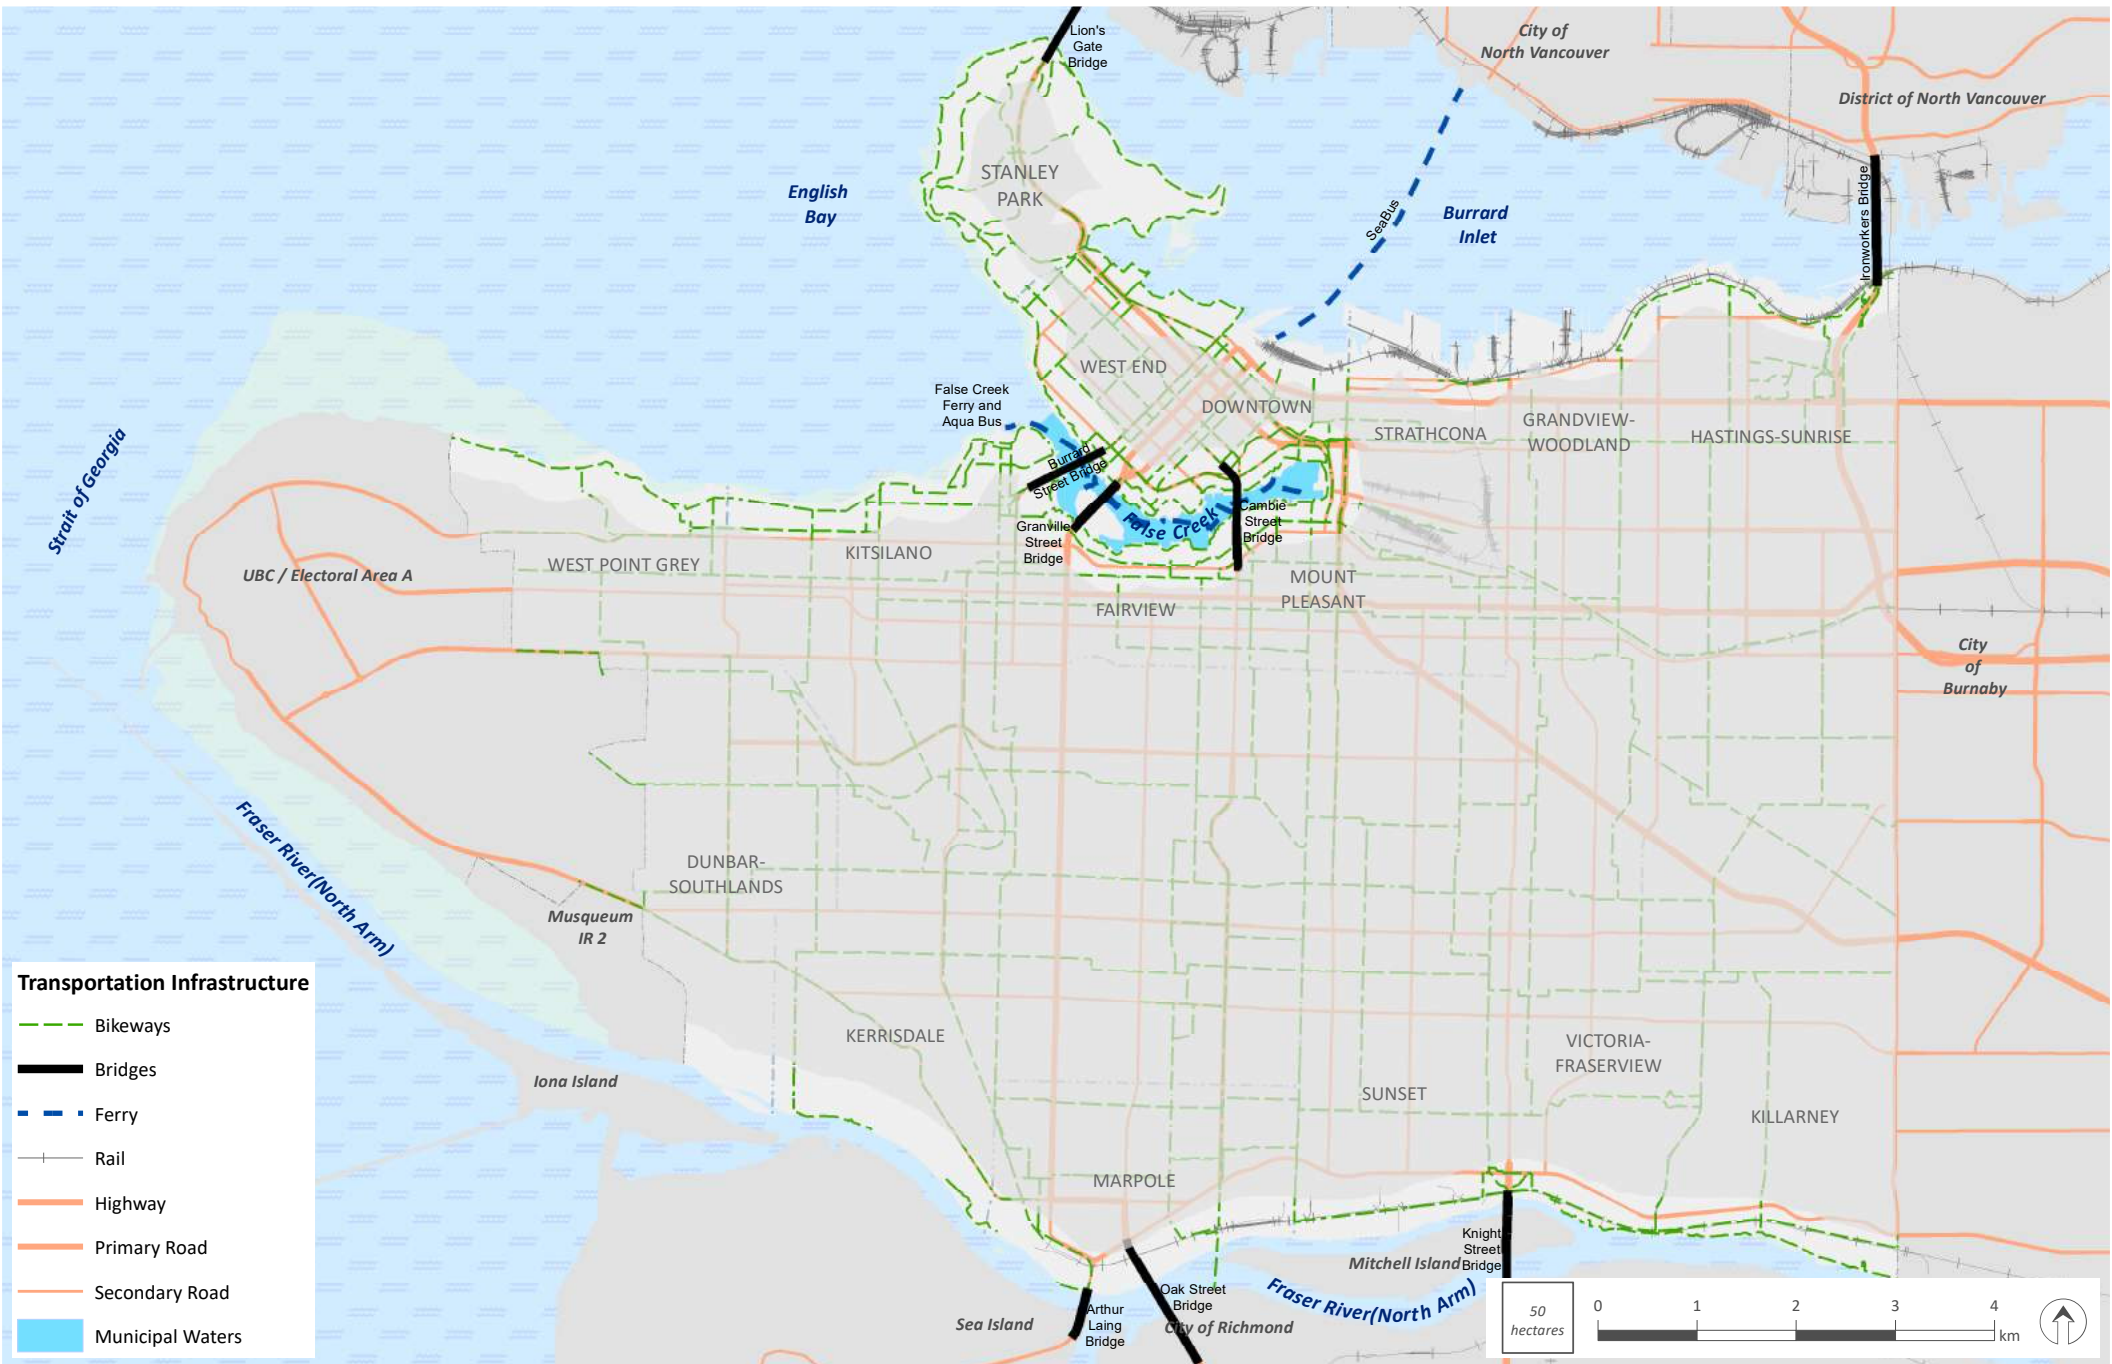 Lion's
Gate
Bridge
City of
North Vancouver
District of North Vancouver
STANLEY
PARK
English
Bay
SeaBus
Burrard
Inlet
Ironworkers Bridge
WEST END
False Creek
Ferry and
Aqua Bus
DOWNTOWN
STRATHCONA
GRANDVIEW-
WOODLAND
HASTINGS-SUNRISE
Strait of Georgia
Burrard
Street Bridge
Granville
Street
Bridge
False Creek
Cambie
Street
Bridge
UBC / Electoral Area A
WEST POINT GREY
KITSILANO
FAIRVIEW
MOUNT
PLEASANT
City
of
Burnaby
Fraser River(North Arm)
DUNBAR-
SOUTHLANDS
Musqueum
IR 2
KERRISDALE
VICTORIA-
FRASERVIEW
Iona Island
SUNSET
KILLARNEY
MARPOLE
Knight
Street
Bridge
Mitchell Island
Fraser River(North Arm)
Oak Street
Bridge
City of Richmond
Arthur
Laing
Bridge
Sea Island
Transportation Infrastructure
Bikeways
Bridges
Ferry
Rail
Highway
Primary Road
Secondary Road
Municipal Waters
50
hectares
0 1 2 3 4
km